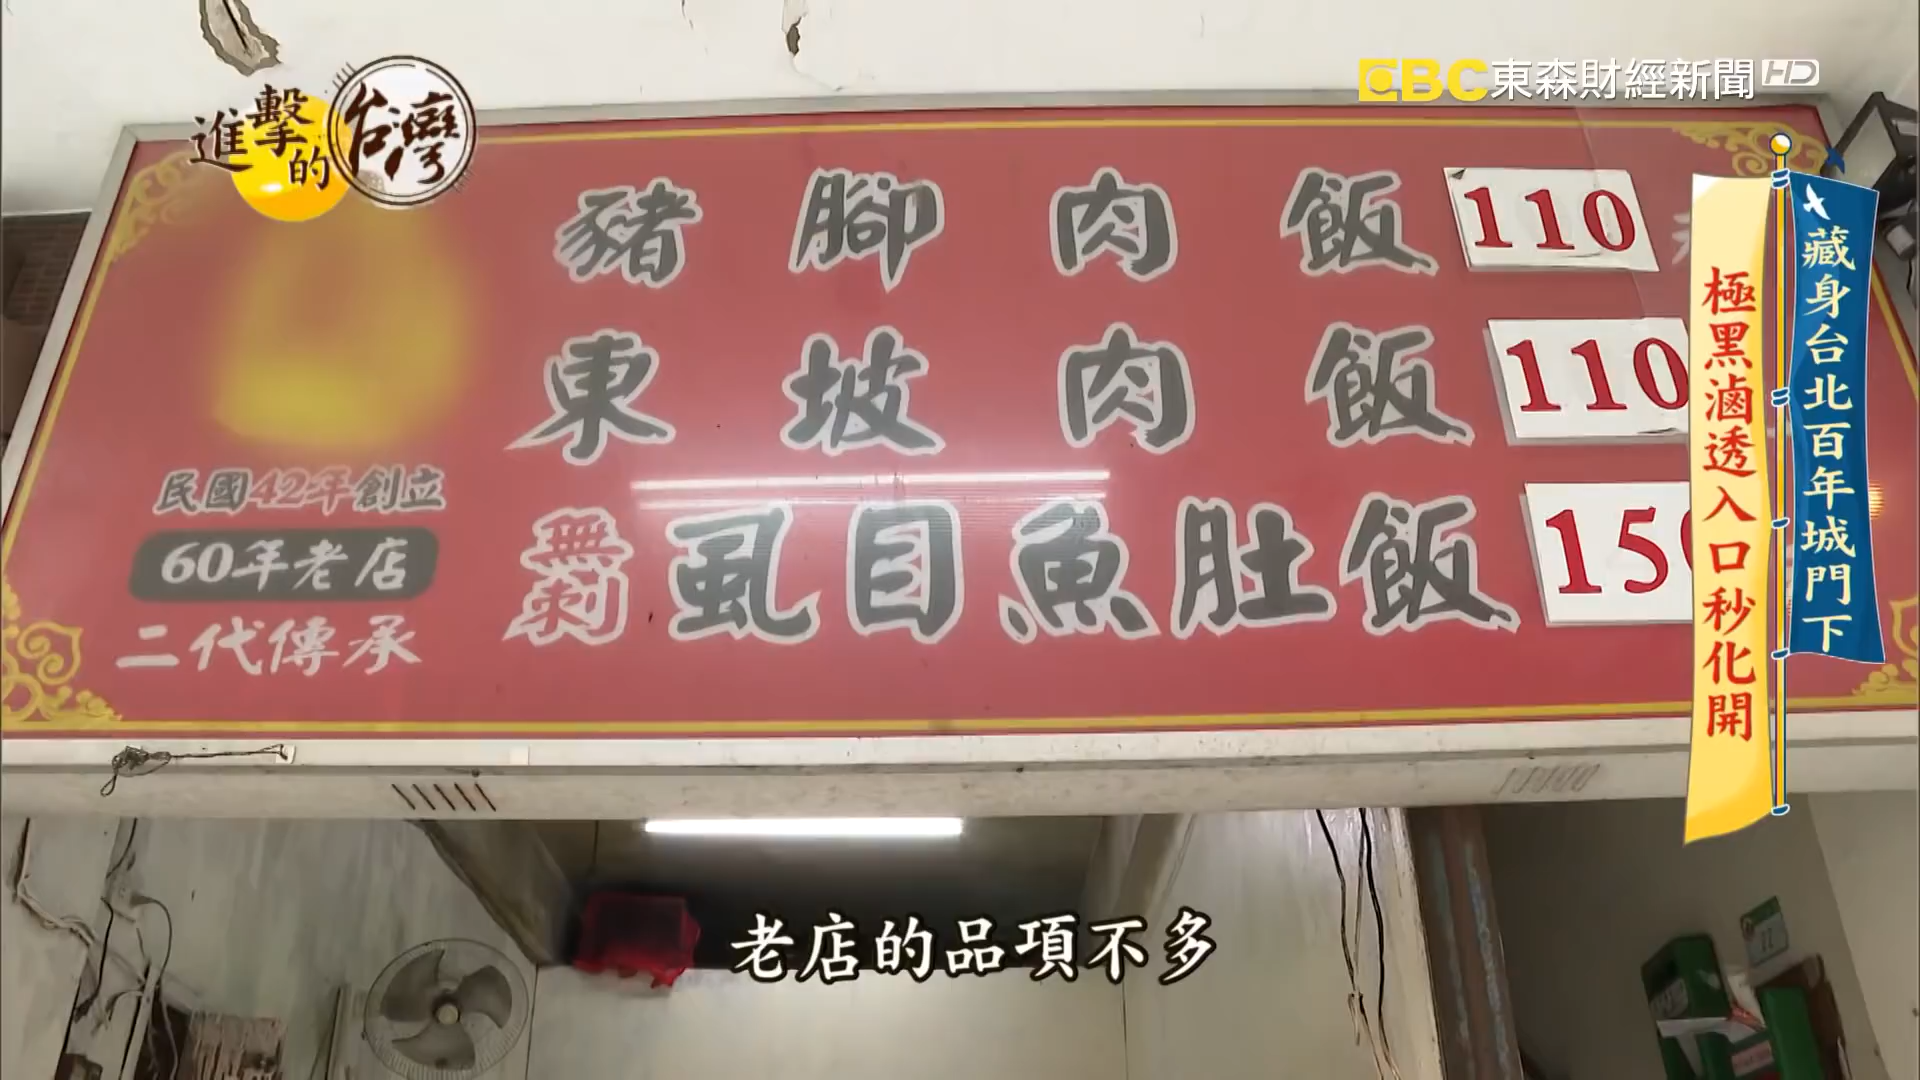 進擊的台灣
EBC東森財經新聞HD
豬腳肉飯 110
東坡肉飯 110
無刺虱目魚肚飯 150
民國42年創立
60年老店
二代傳承
藏身台北百年城門下
極黑滷透入口秒化開
老店的品項不多